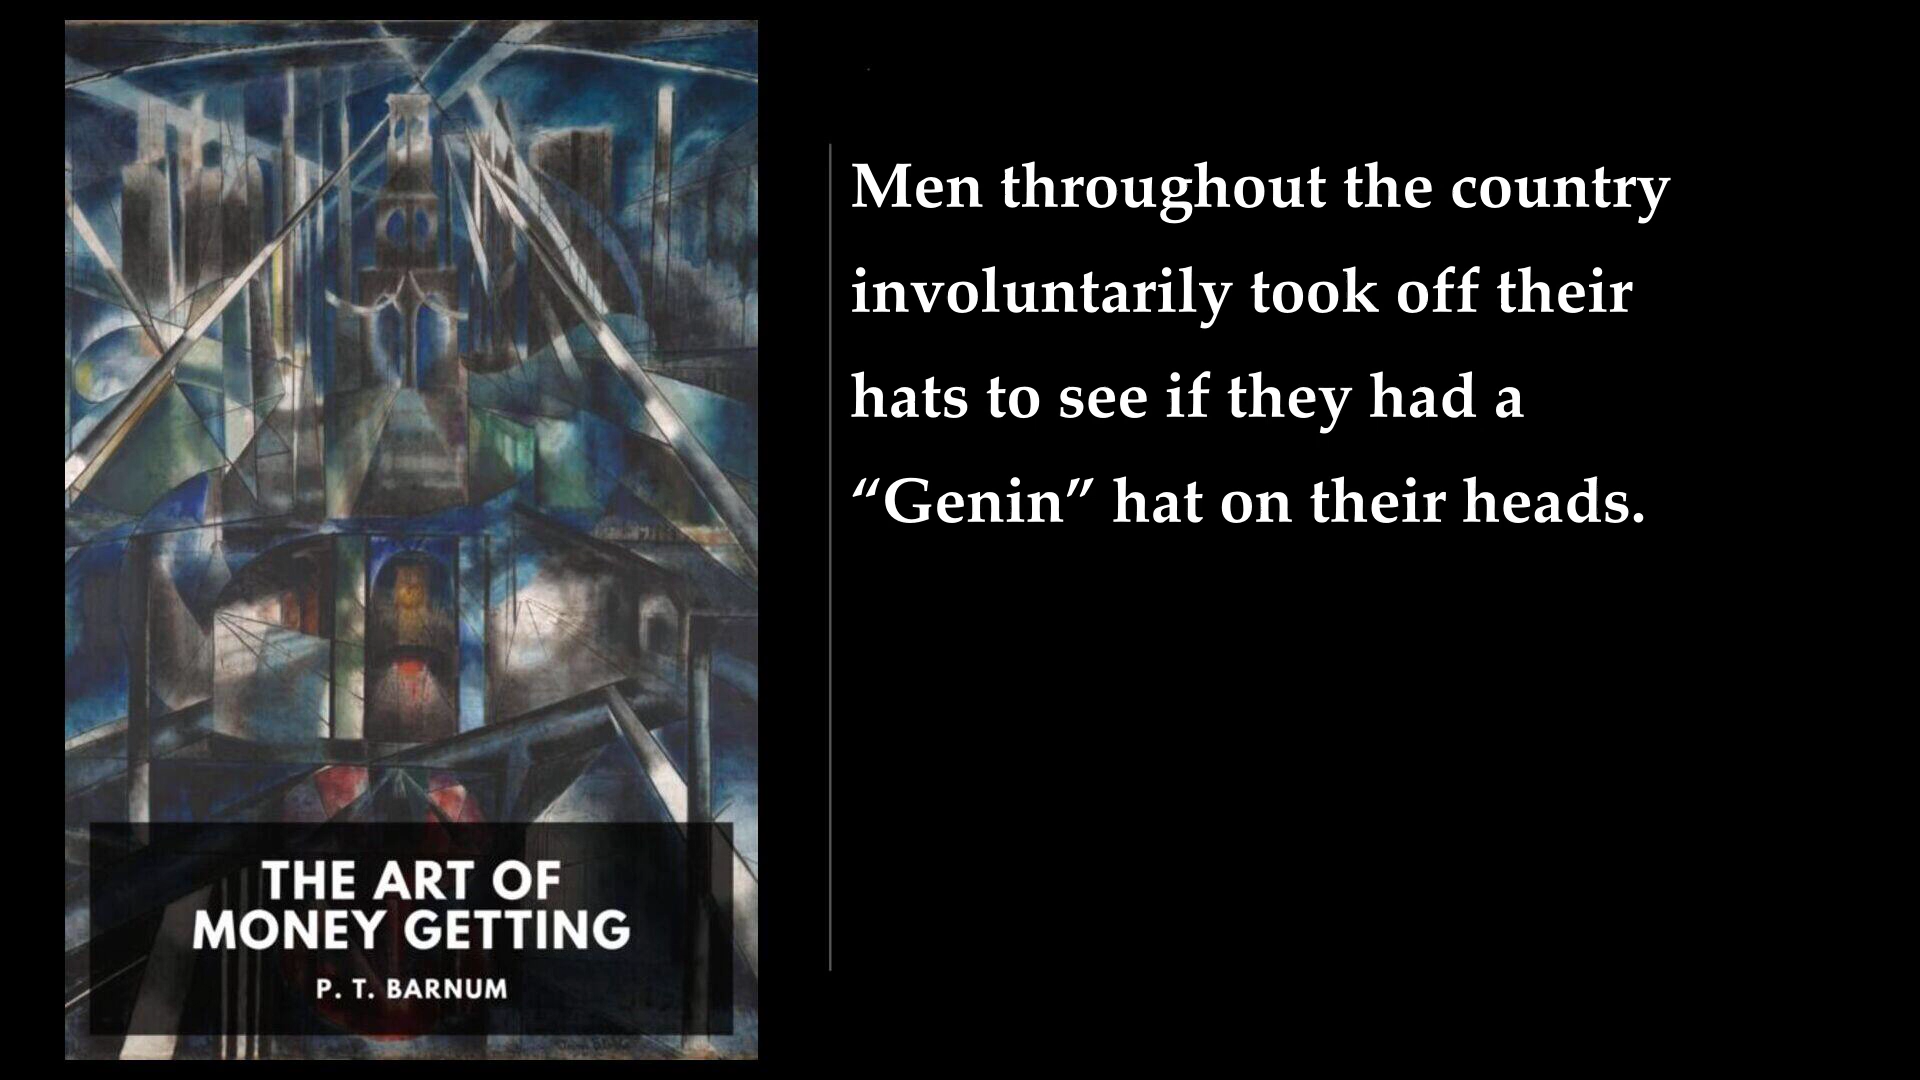 Men throughout the country
involuntarily took off their
hats to see if they had a
“Genin” hat on their heads.
THE ART OF
MONEY GETTING
P. T. BARNUM